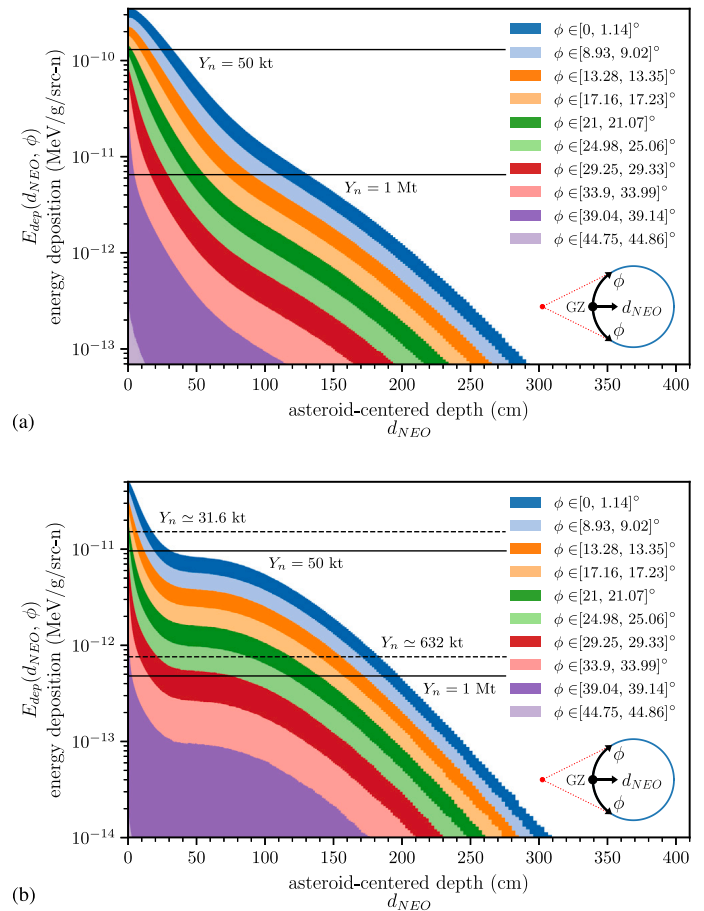 10⁻¹⁰
10⁻¹¹
10⁻¹²
10⁻¹³
E_dep(d_NEO, ϕ)
energy deposition (MeV/g/src-n)
Y_n = 50 kt
Y_n = 1 Mt
ϕ ∈[0, 1.14]°
ϕ ∈[8.93, 9.02]°
ϕ ∈[13.28, 13.35]°
ϕ ∈[17.16, 17.23]°
ϕ ∈[21, 21.07]°
ϕ ∈[24.98, 25.06]°
ϕ ∈[29.25, 29.33]°
ϕ ∈[33.9, 33.99]°
ϕ ∈[39.04, 39.14]°
ϕ ∈[44.75, 44.86]°
ϕ
GZ d_NEO
ϕ
0 50 100 150 200 250 300 350 400
asteroid-centered depth (cm)
d_NEO
(a)
10⁻¹¹
10⁻¹²
10⁻¹³
10⁻¹⁴
E_dep(d_NEO, ϕ)
energy deposition (MeV/g/src-n)
Y_n ≃ 31.6 kt
Y_n = 50 kt
Y_n ≃ 632 kt
Y_n = 1 Mt
ϕ ∈[0, 1.14]°
ϕ ∈[8.93, 9.02]°
ϕ ∈[13.28, 13.35]°
ϕ ∈[17.16, 17.23]°
ϕ ∈[21, 21.07]°
ϕ ∈[24.98, 25.06]°
ϕ ∈[29.25, 29.33]°
ϕ ∈[33.9, 33.99]°
ϕ ∈[39.04, 39.14]°
ϕ ∈[44.75, 44.86]°
ϕ
GZ d_NEO
ϕ
0 50 100 150 200 250 300 350 400
asteroid-centered depth (cm)
d_NEO
(b)